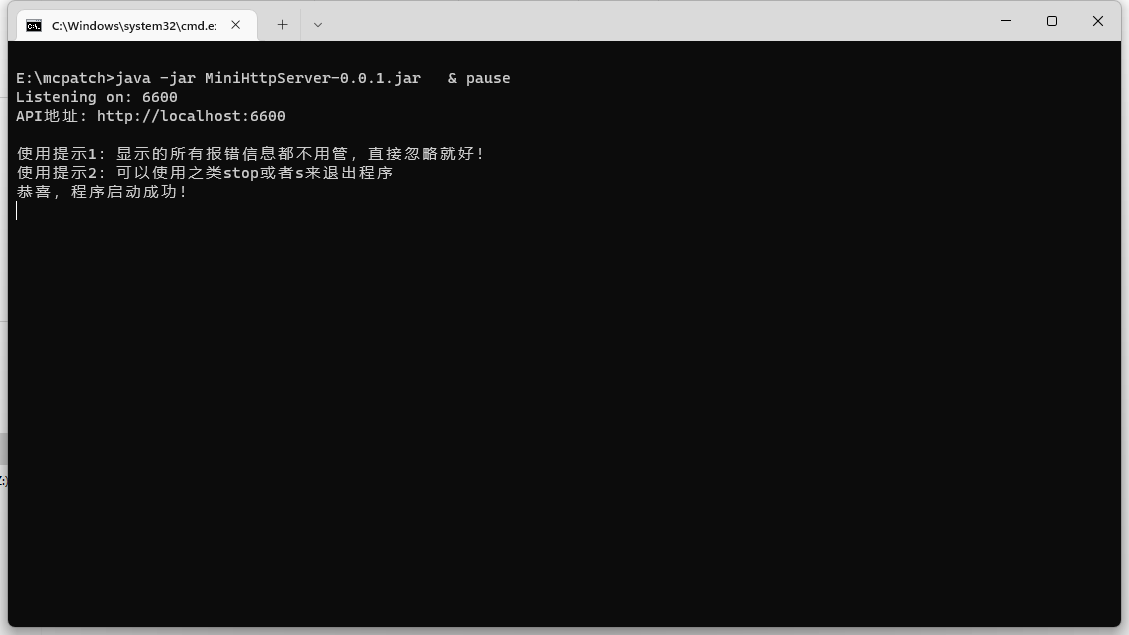 C:\Windows\system32\cmd.e
E:\mcpatch>java -jar MiniHttpServer-0.0.1.jar   & pause
Listening on: 6600
API地址: http://localhost:6600
使用提示1: 显示的所有报错信息都不用管，直接忽略就好！
使用提示2: 可以使用之类stop或者s来退出程序
恭喜，程序启动成功！